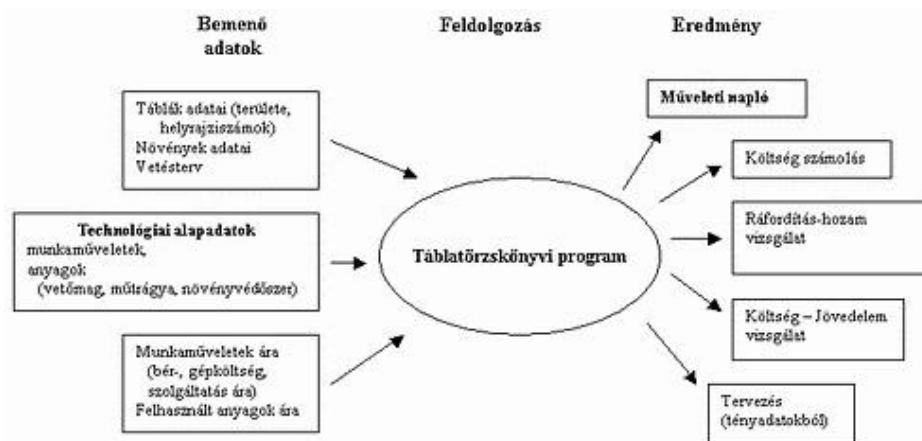 Bemenő
adatok
Feldolgozás
Eredmény
Táblák adatai (területe,
helyrajziszámok)
Növények adatai
Vetésterv
Technológiai alapadatok
munkaműveletek,
anyagok
(vetőmag, műtrágya, növényvédőszer)
Munkaműveletek ára
(bér-, gépköltség,
szolgáltatás ára)
Felhasznált anyagok ára
Táblatörzskönyvi program
Műveleti napló
Költség számolás
Ráfordítás-hozam
vizsgálat
Költség – Jövedelem
vizsgálat
Tervezés
(tényadatokból)